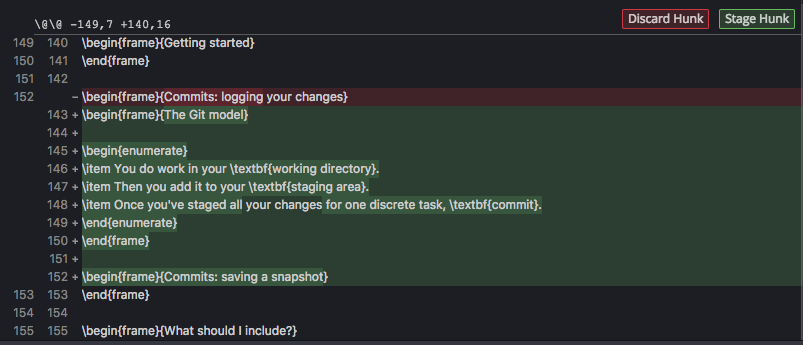 \@\@ -149,7 +140,16
Discard Hunk Stage Hunk
149 140 \begin{frame}{Getting started}
150 141 \end{frame}
151 142
152 - \begin{frame}{Commits: logging your changes}
143 + \begin{frame}{The Git model}
144 +
145 + \begin{enumerate}
146 + \item You do work in your \textbf{working directory}.
147 + \item Then you add it to your \textbf{staging area}.
148 + \item Once you've staged all your changes for one discrete task, \textbf{commit}.
149 + \end{enumerate}
150 + \end{frame}
151 +
152 + \begin{frame}{Commits: saving a snapshot}
153 153 \end{frame}
154 154
155 155 \begin{frame}{What should I include?}